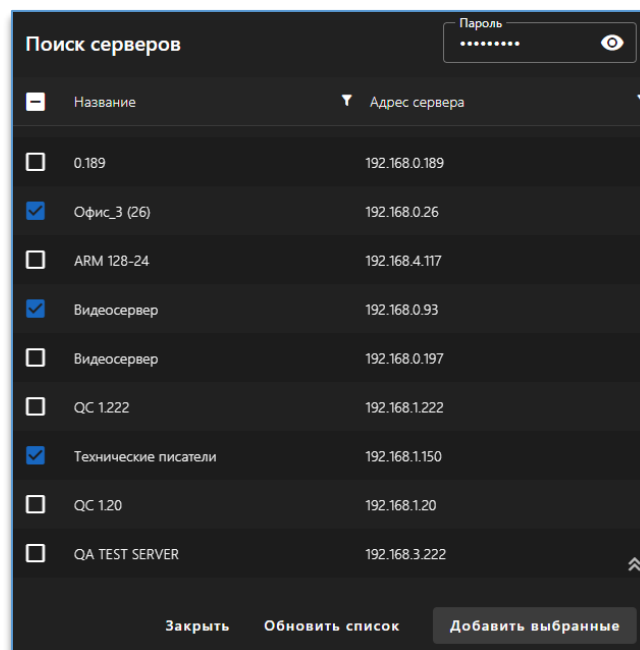 Пароль
Поиск серверов •••••••••
Название Адрес сервера
0.189 192.168.0.189
Офис_3 (26) 192.168.0.26
ARM 128-24 192.168.4.117
Видеосервер 192.168.0.93
Видеосервер 192.168.0.197
QC 1.222 192.168.1.222
Технические писатели 192.168.1.150
QC 1.20 192.168.1.20
QA TEST SERVER 192.168.3.222
Закрыть Обновить список Добавить выбранные